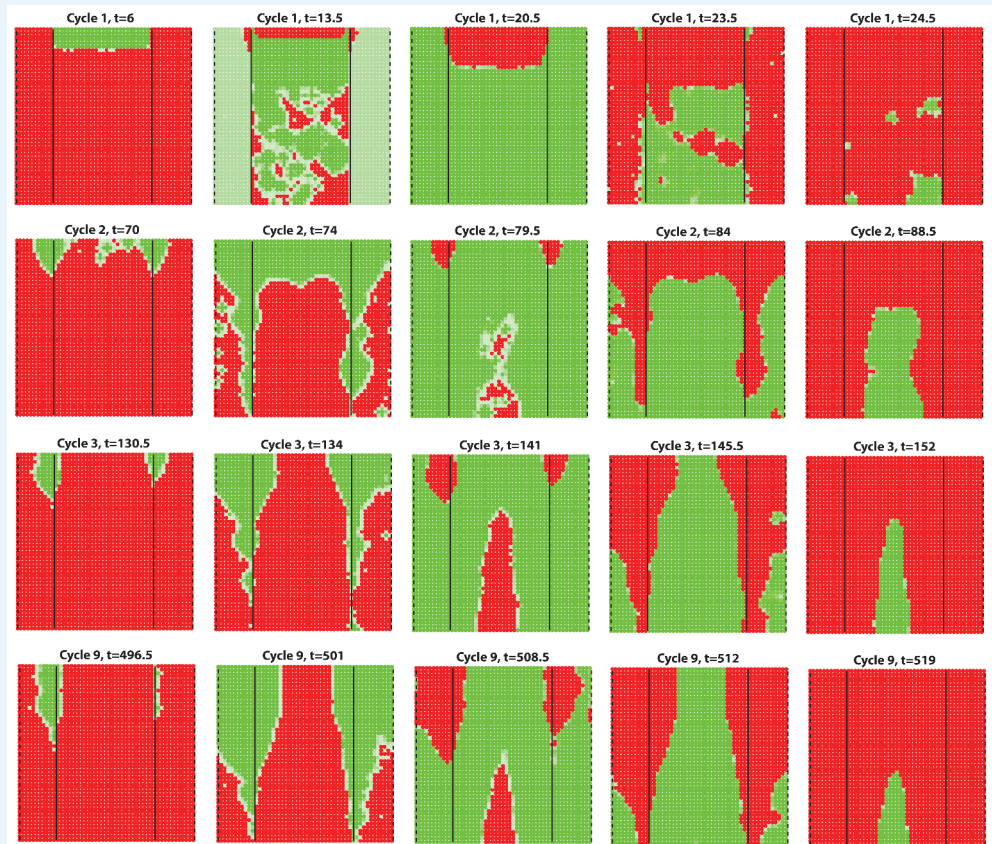 Cycle 1, t=6
Cycle 1, t=13.5
Cycle 1, t=20.5
Cycle 1, t=23.5
Cycle 1, t=24.5
Cycle 2, t=70
Cycle 2, t=74
Cycle 2, t=79.5
Cycle 2, t=84
Cycle 2, t=88.5
Cycle 3, t=130.5
Cycle 3, t=134
Cycle 3, t=141
Cycle 3, t=145.5
Cycle 3, t=152
Cycle 9, t=496.5
Cycle 9, t=501
Cycle 9, t=508.5
Cycle 9, t=512
Cycle 9, t=519